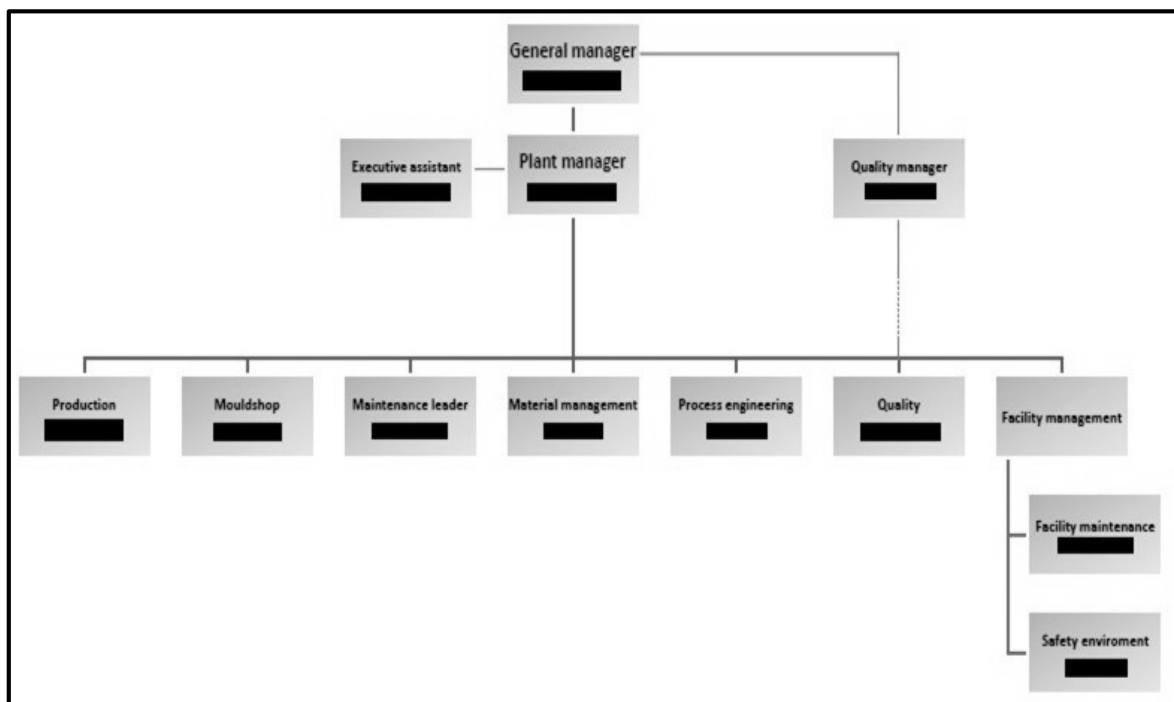 General manager
Executive assistant
Plant manager
Quality manager
Production
Mouldshop
Maintenance leader
Material management
Process engineering
Quality
Facility management
Facility maintenance
Safety enviroment